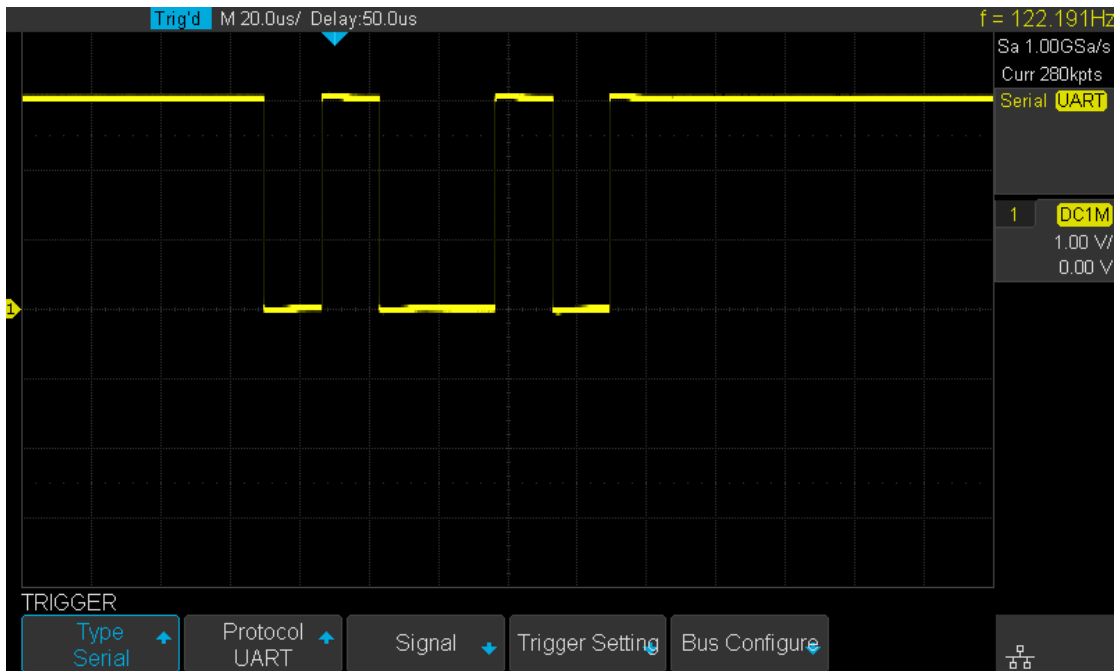 Trig'd M 20.0us/ Delay:50.0us f = 122.191Hz
Sa 1.00GSa/s
Curr 280kpts
Serial UART
1 DC1M
1.00 V/
0.00 V
1
TRIGGER
Type
Serial
Protocol
UART
Signal
Trigger Setting
Bus Configure